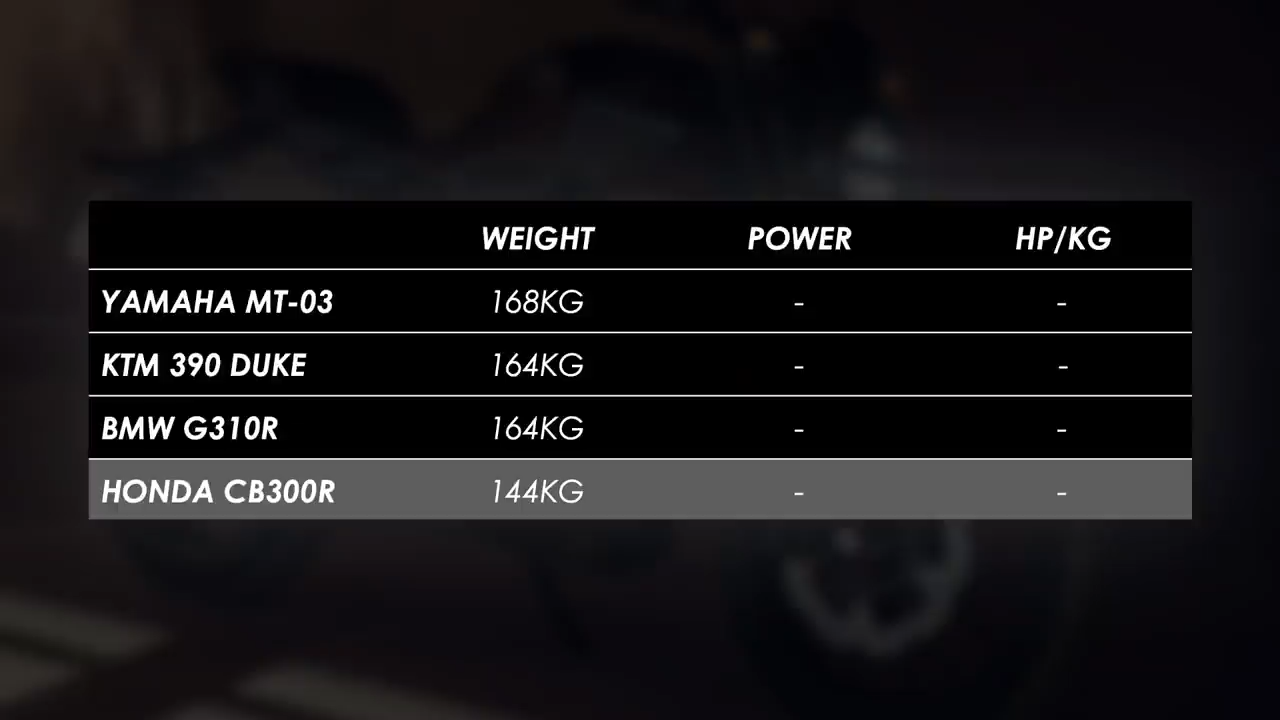 WEIGHT POWER HP/KG
YAMAHA MT-03 168KG - -
KTM 390 DUKE 164KG - -
BMW G310R 164KG - -
HONDA CB300R 144KG - -